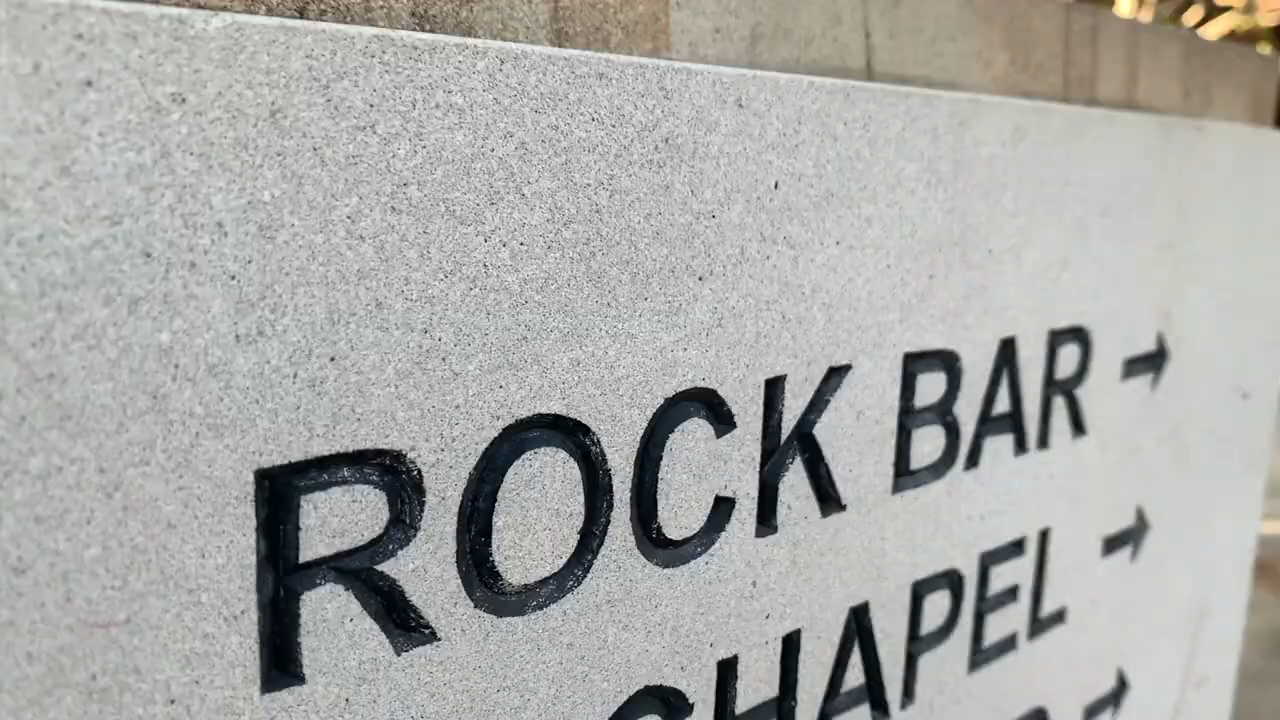 ROCK BAR →
CHAPEL →